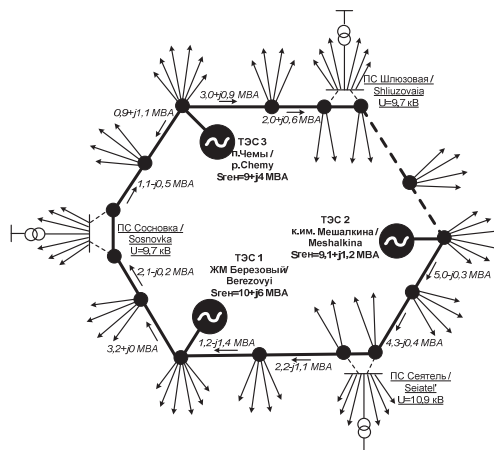 ПС Шлюзовая /
Shliuzovaia
U=9,7 кВ
3,0+j0,9 МВА
2,0+j0,6 МВА
0,9+j1,1 МВА
ТЭС 3
п.Чемы /
p.Chemy
Sген=9+j4 МВА
1,1-j0,5 МВА
ПС Сосновка /
Sosnovka
U=9,7 кВ
ТЭС 2
к.им. Мешалкина /
Meshalkina
Sген=9,1+j1,2 МВА
2,1-j0,2 МВА
ТЭС 1
ЖМ Березовый/
Berezovyi
Sген=10+j6 МВА
5,0-j0,3 МВА
3,2+j0 МВА
1,2-j1,4 МВА
4,3-j0,4 МВА
2,2-j1,1 МВА
ПС Сеятель /
Seiatel'
U=10,9 кВ